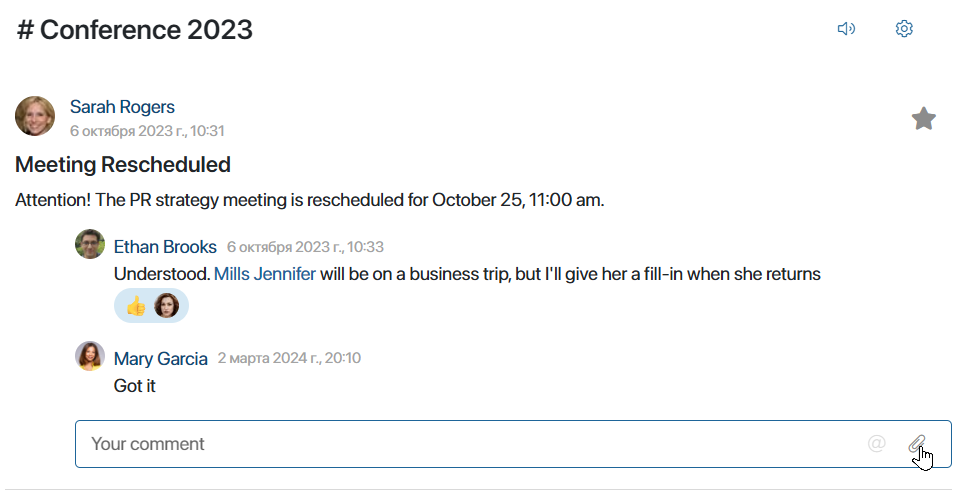 # Conference 2023
Sarah Rogers
6 октября 2023 г., 10:31
Meeting Rescheduled
Attention! The PR strategy meeting is rescheduled for October 25, 11:00 am.
Ethan Brooks 6 октября 2023 г., 10:33
Understood. Mills Jennifer will be on a business trip, but I'll give her a fill-in when she returns
Mary Garcia 2 марта 2024 г., 20:10
Got it
Your comment @